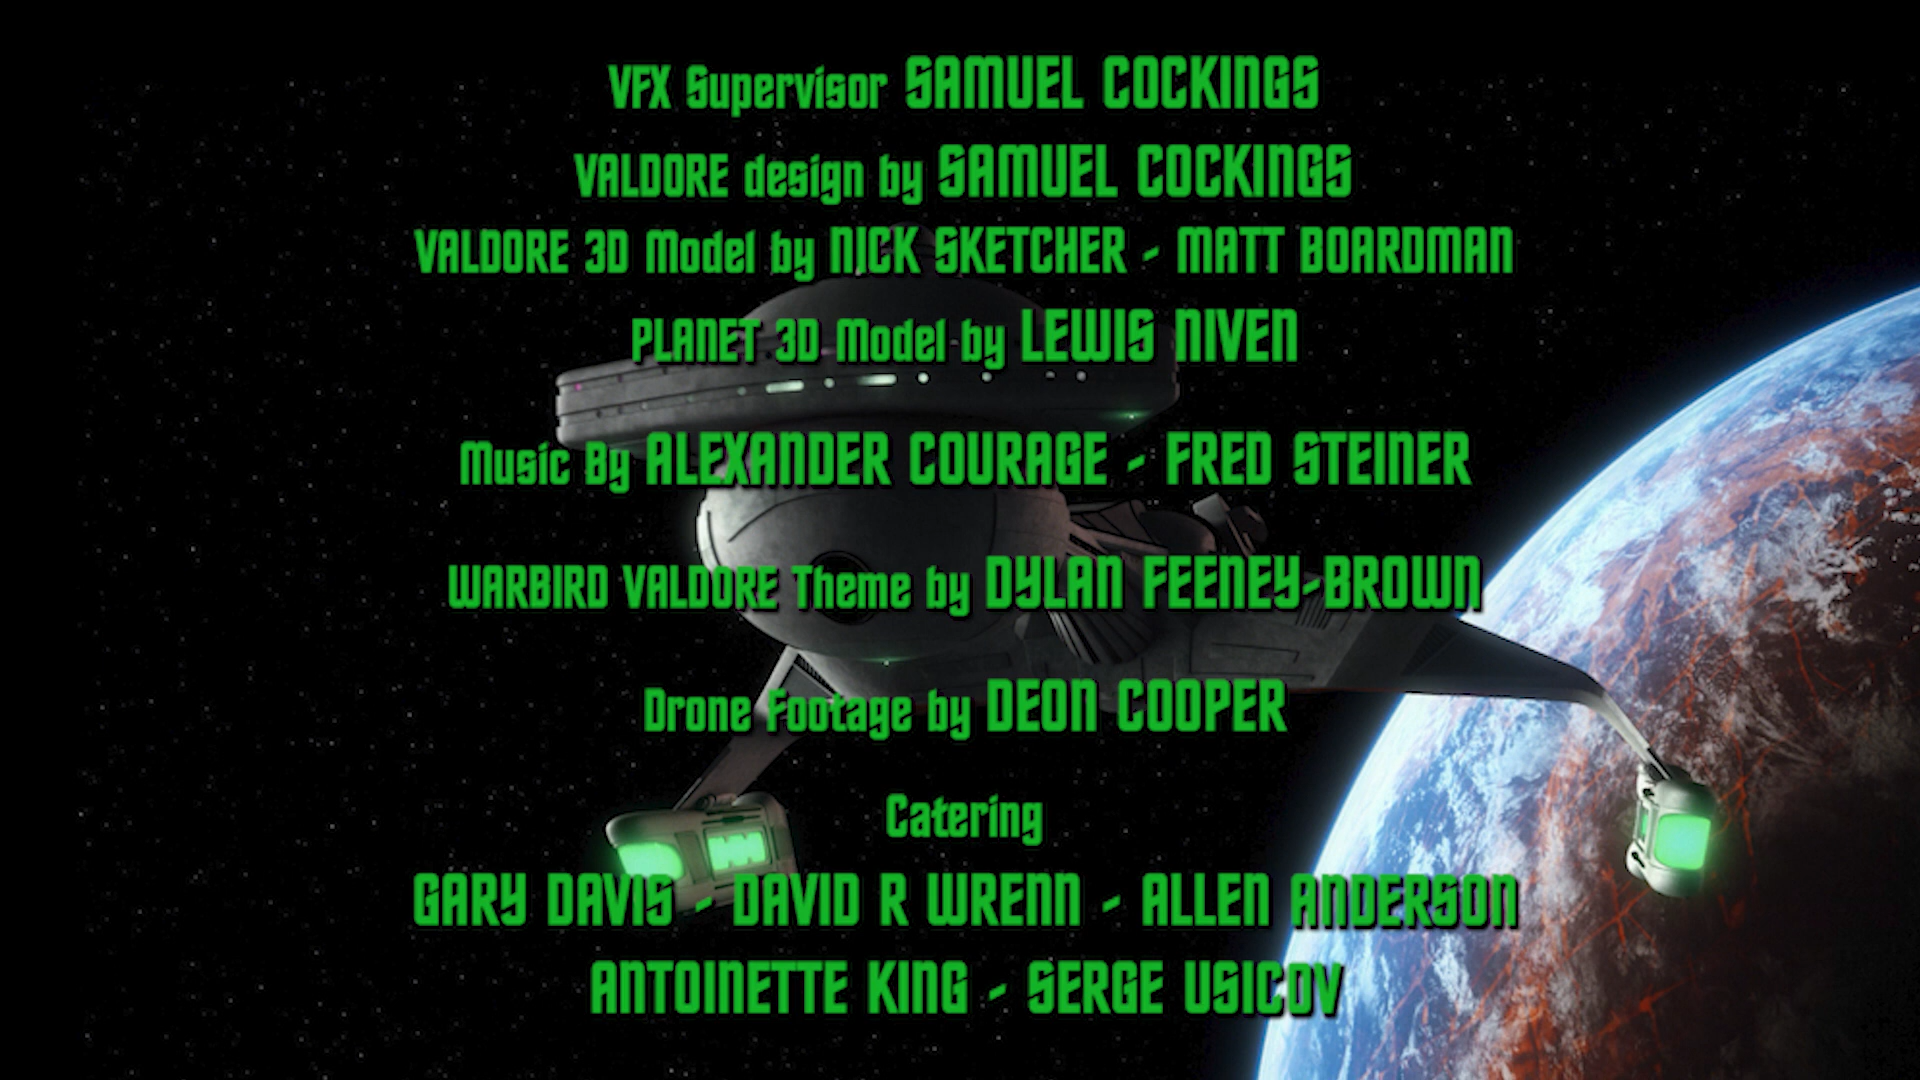 VFX Supervisor SAMUEL COCKINGS
VALDORE design by SAMUEL COCKINGS
VALDORE 3D Model by NICK SKETCHER - MATT BOARDMAN
PLANET 3D Model by LEWIS NIVEN
Music By ALEXANDER COURAGE - FRED STEINER
WARBIRD VALDORE Theme by DYLAN FEENEY-BROWN
Drone Footage by DEON COOPER
Catering
GARY DAVIS - DAVID R WRENN - ALLEN ANDERSON
ANTOINETTE KING - SERGE USICOV